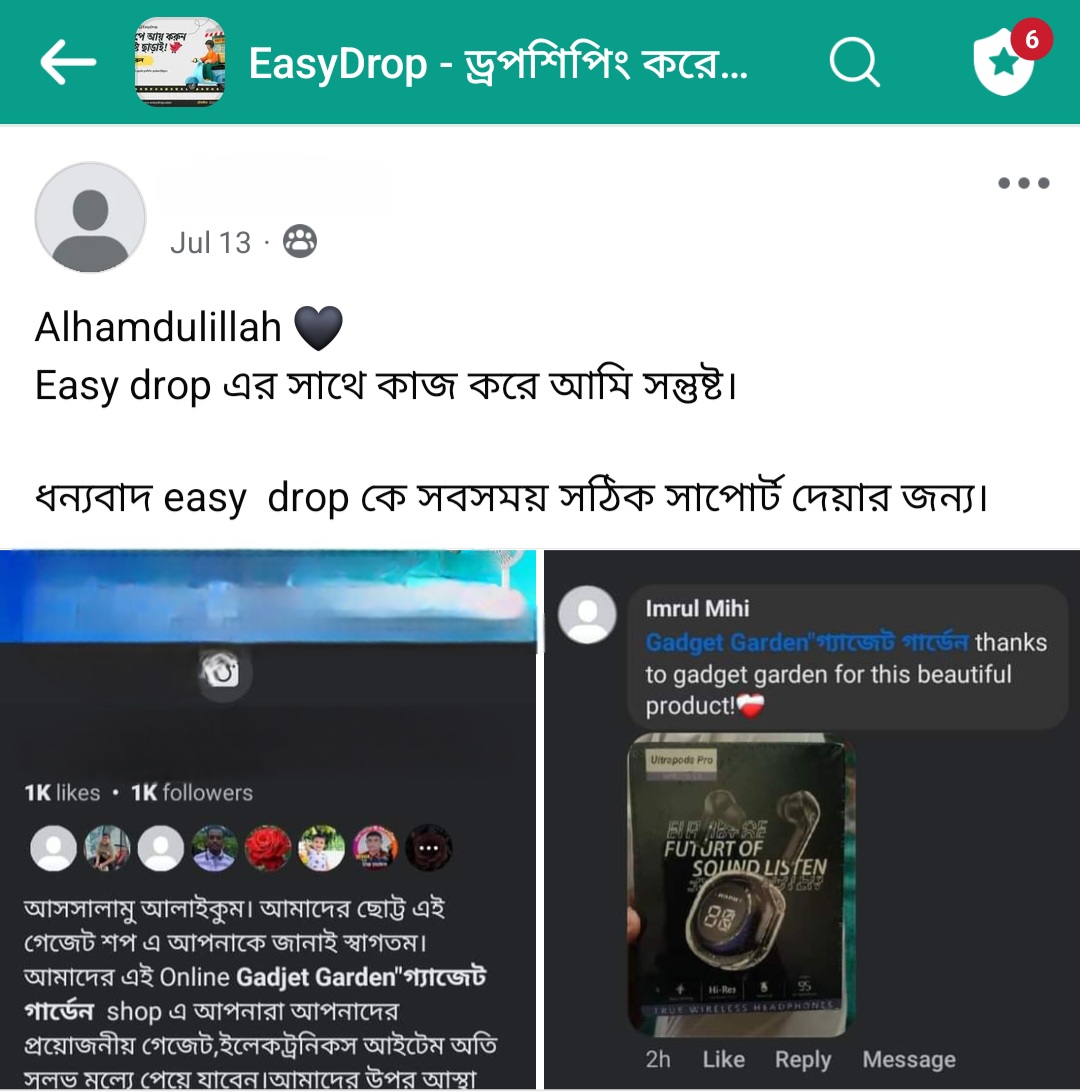 EasyDrop - ড্রপশিপিং করে...
6
Jul 13 ·
Alhamdulillah 🖤
Easy drop এর সাথে কাজ করে আমি সন্তুষ্ট।
ধন্যবাদ easy drop কে সবসময় সঠিক সাপোর্ট দেয়ার জন্য।
1K likes • 1K followers
আসসালামু আলাইকুম। আমাদের ছোট্ট এই
গেজেট শপ এ আপনাকে জানাই স্বাগতম।
আমাদের এই Online Gadjet Garden"গ্যাজেট
গার্ডেন shop এ আপনারা আপনাদের
প্রয়োজনীয় গেজেট,ইলেকট্রনিকস আইটেম অতি
সলভ মূল্যে পেয়ে যাবেন।আমাদের উপর আস্থা
Imrul Mihi
Gadget Garden"গ্যাজেট গার্ডেন thanks
to gadget garden for this beautiful
product!
Ultrapods Pro
FUTURT OF
SOUND LISTEN
88
Hi-Res
TRUE WIRELESS HEADPHONES
2h Like Reply Message